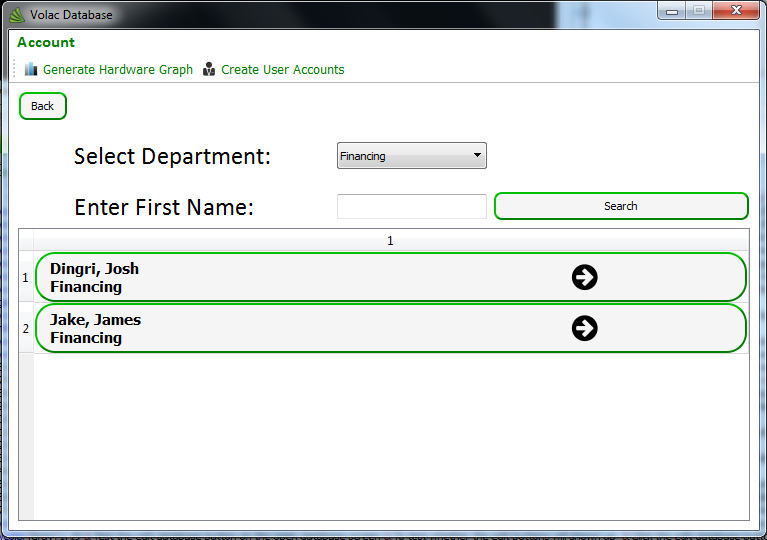 Volac Database
Account
Generate Hardware Graph Create User Accounts
Back
Select Department: Financing
Enter First Name: Search
1
1 Dingri, Josh
Financing
2 Jake, James
Financing